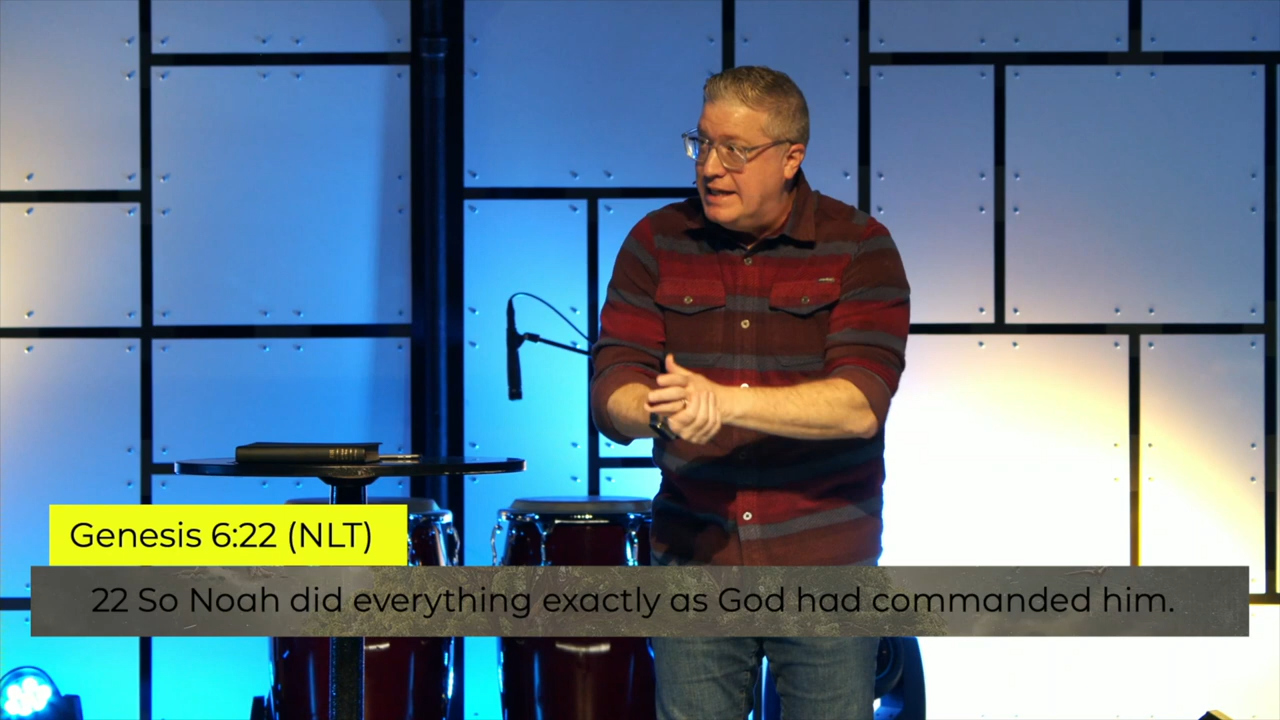 Genesis 6:22 (NLT)
22 So Noah did everything exactly as God had commanded him.